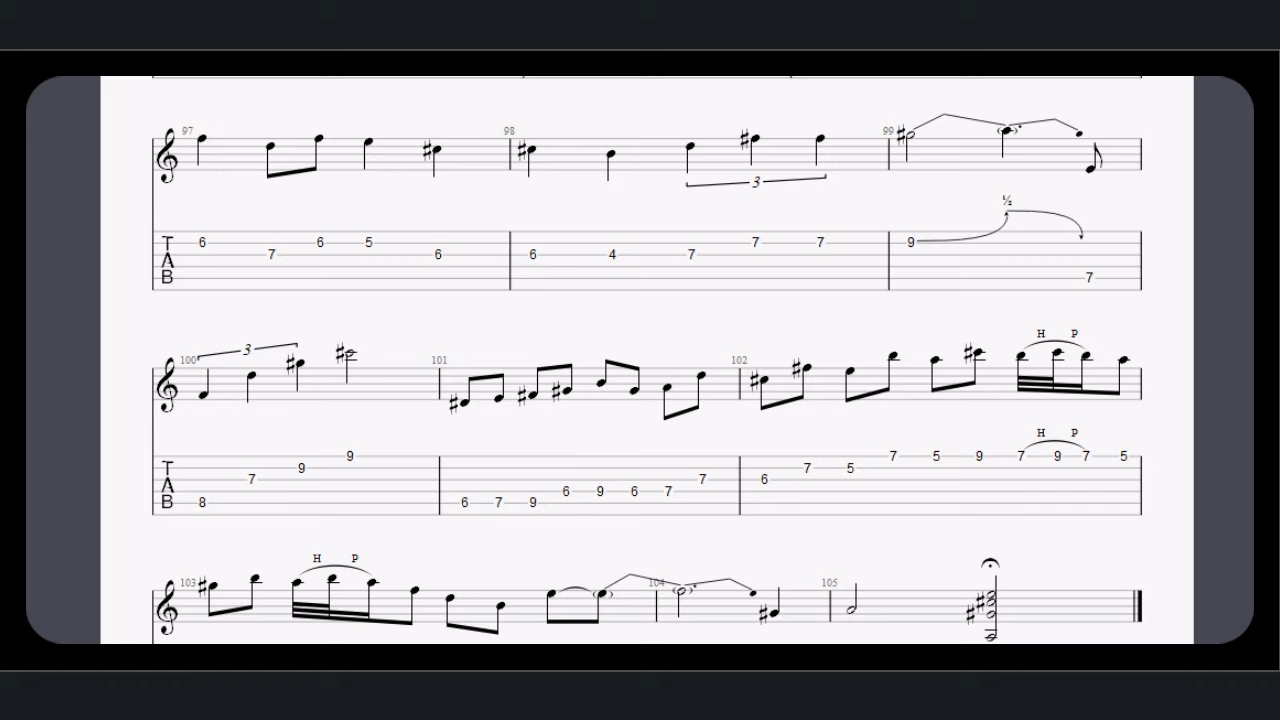 97 98 99
3
½
T A B 6 7 6 5 6 6 4 7 7 7 9 7
100 3 101 102 H P
H P
T A B 8 7 9 9 6 7 9 6 9 6 7 7 6 7 5 7 5 9 7 9 7 5
103 H P 104 105